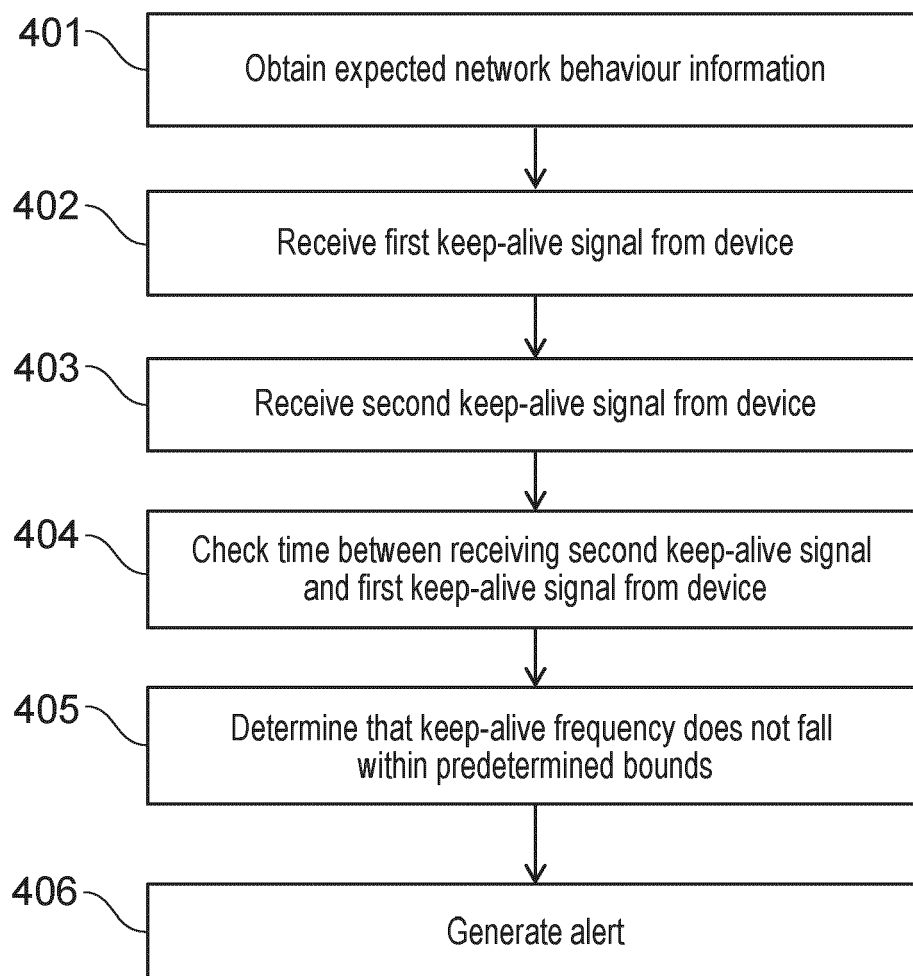 401
Obtain expected network behaviour information
402
Receive first keep-alive signal from device
403
Receive second keep-alive signal from device
404
Check time between receiving second keep-alive signal
and first keep-alive signal from device
405
Determine that keep-alive frequency does not fall
within predetermined bounds
406
Generate alert